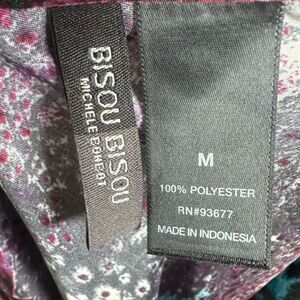 BISOU BISOU
MICHELE BOHBOT
M
100% POLYESTER
RN#93677
MADE IN INDONESIA